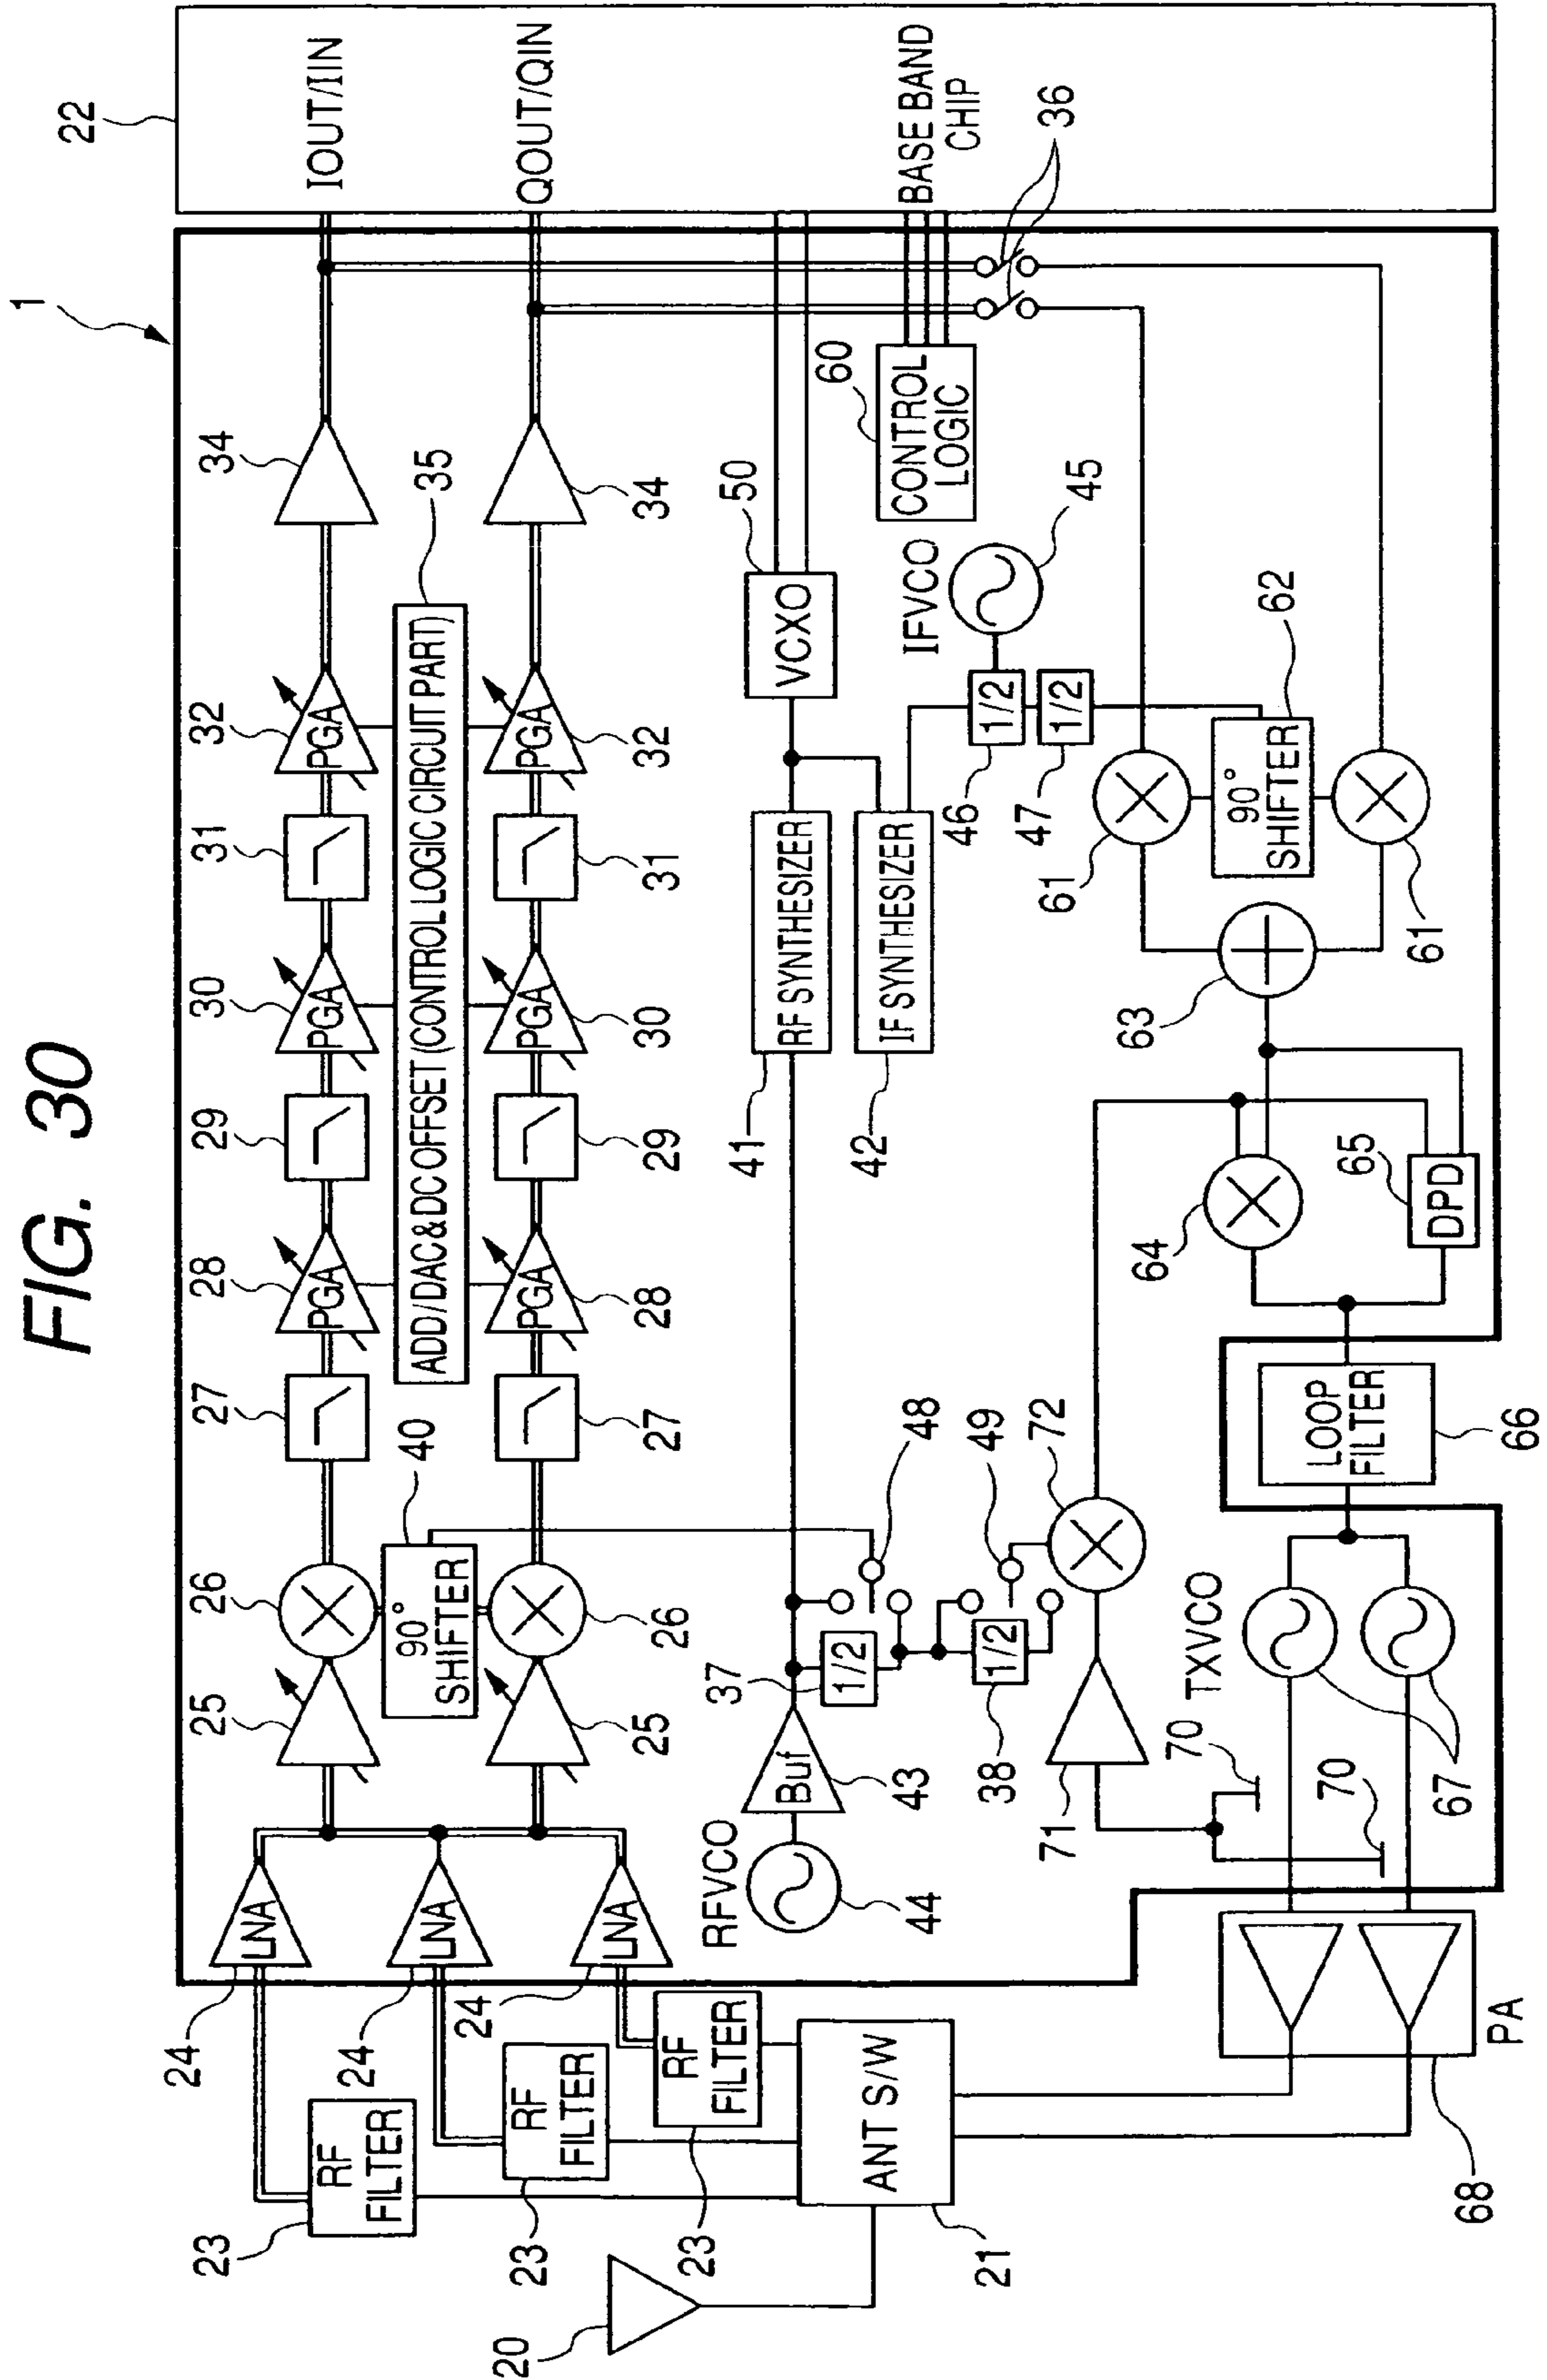 FIG. 30
1
22
IOUT/IIN
QOUT/QIN
BASE BAND
CHIP
36
34
34
35
ADD/DAC & DC OFFSET (CONTROL LOGIC CIRCUIT PART)
32
PGA
PGA
32
31
31
30
PGA
PGA
30
29
29
28
PGA
PGA
28
27
27
26
26
40
90°
SHIFTER
25
25
24
LNA
24
LNA
24
LNA
23
RF
FILTER
23
RF
FILTER
23
RF
FILTER
20
21
ANT S/W
50
VCXO
60
CONTROL
LOGIC
IFVCO
45
41
RF SYNTHESIZER
42
IF SYNTHESIZER
46
1/2
47
1/2
61
62
90°
SHIFTER
61
63
64
65
DPD
LOOP
FILTER
66
RFVCO
44
Buf
43
37
1/2
38
1/2
48
49
72
71
70
70
TXVCO
67
68
PA